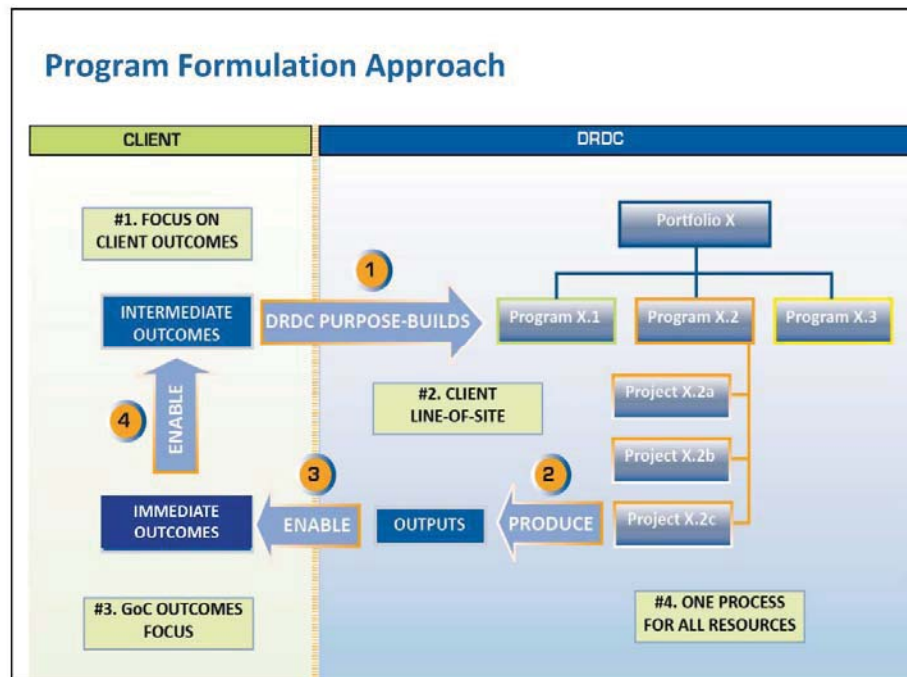 Program Formulation Approach
CLIENT
DRDC
#1. FOCUS ON
CLIENT OUTCOMES
Portfolio X
1
INTERMEDIATE
OUTCOMES
DRDC PURPOSE-BUILDS
Program X.1
Program X.2
Program X.3
#2. CLIENT
LINE-OF-SITE
Project X.2a
4
ENABLE
Project X.2b
3
2
IMMEDIATE
OUTCOMES
ENABLE
OUTPUTS
PRODUCE
Project X.2c
#3. GoC OUTCOMES
FOCUS
#4. ONE PROCESS
FOR ALL RESOURCES